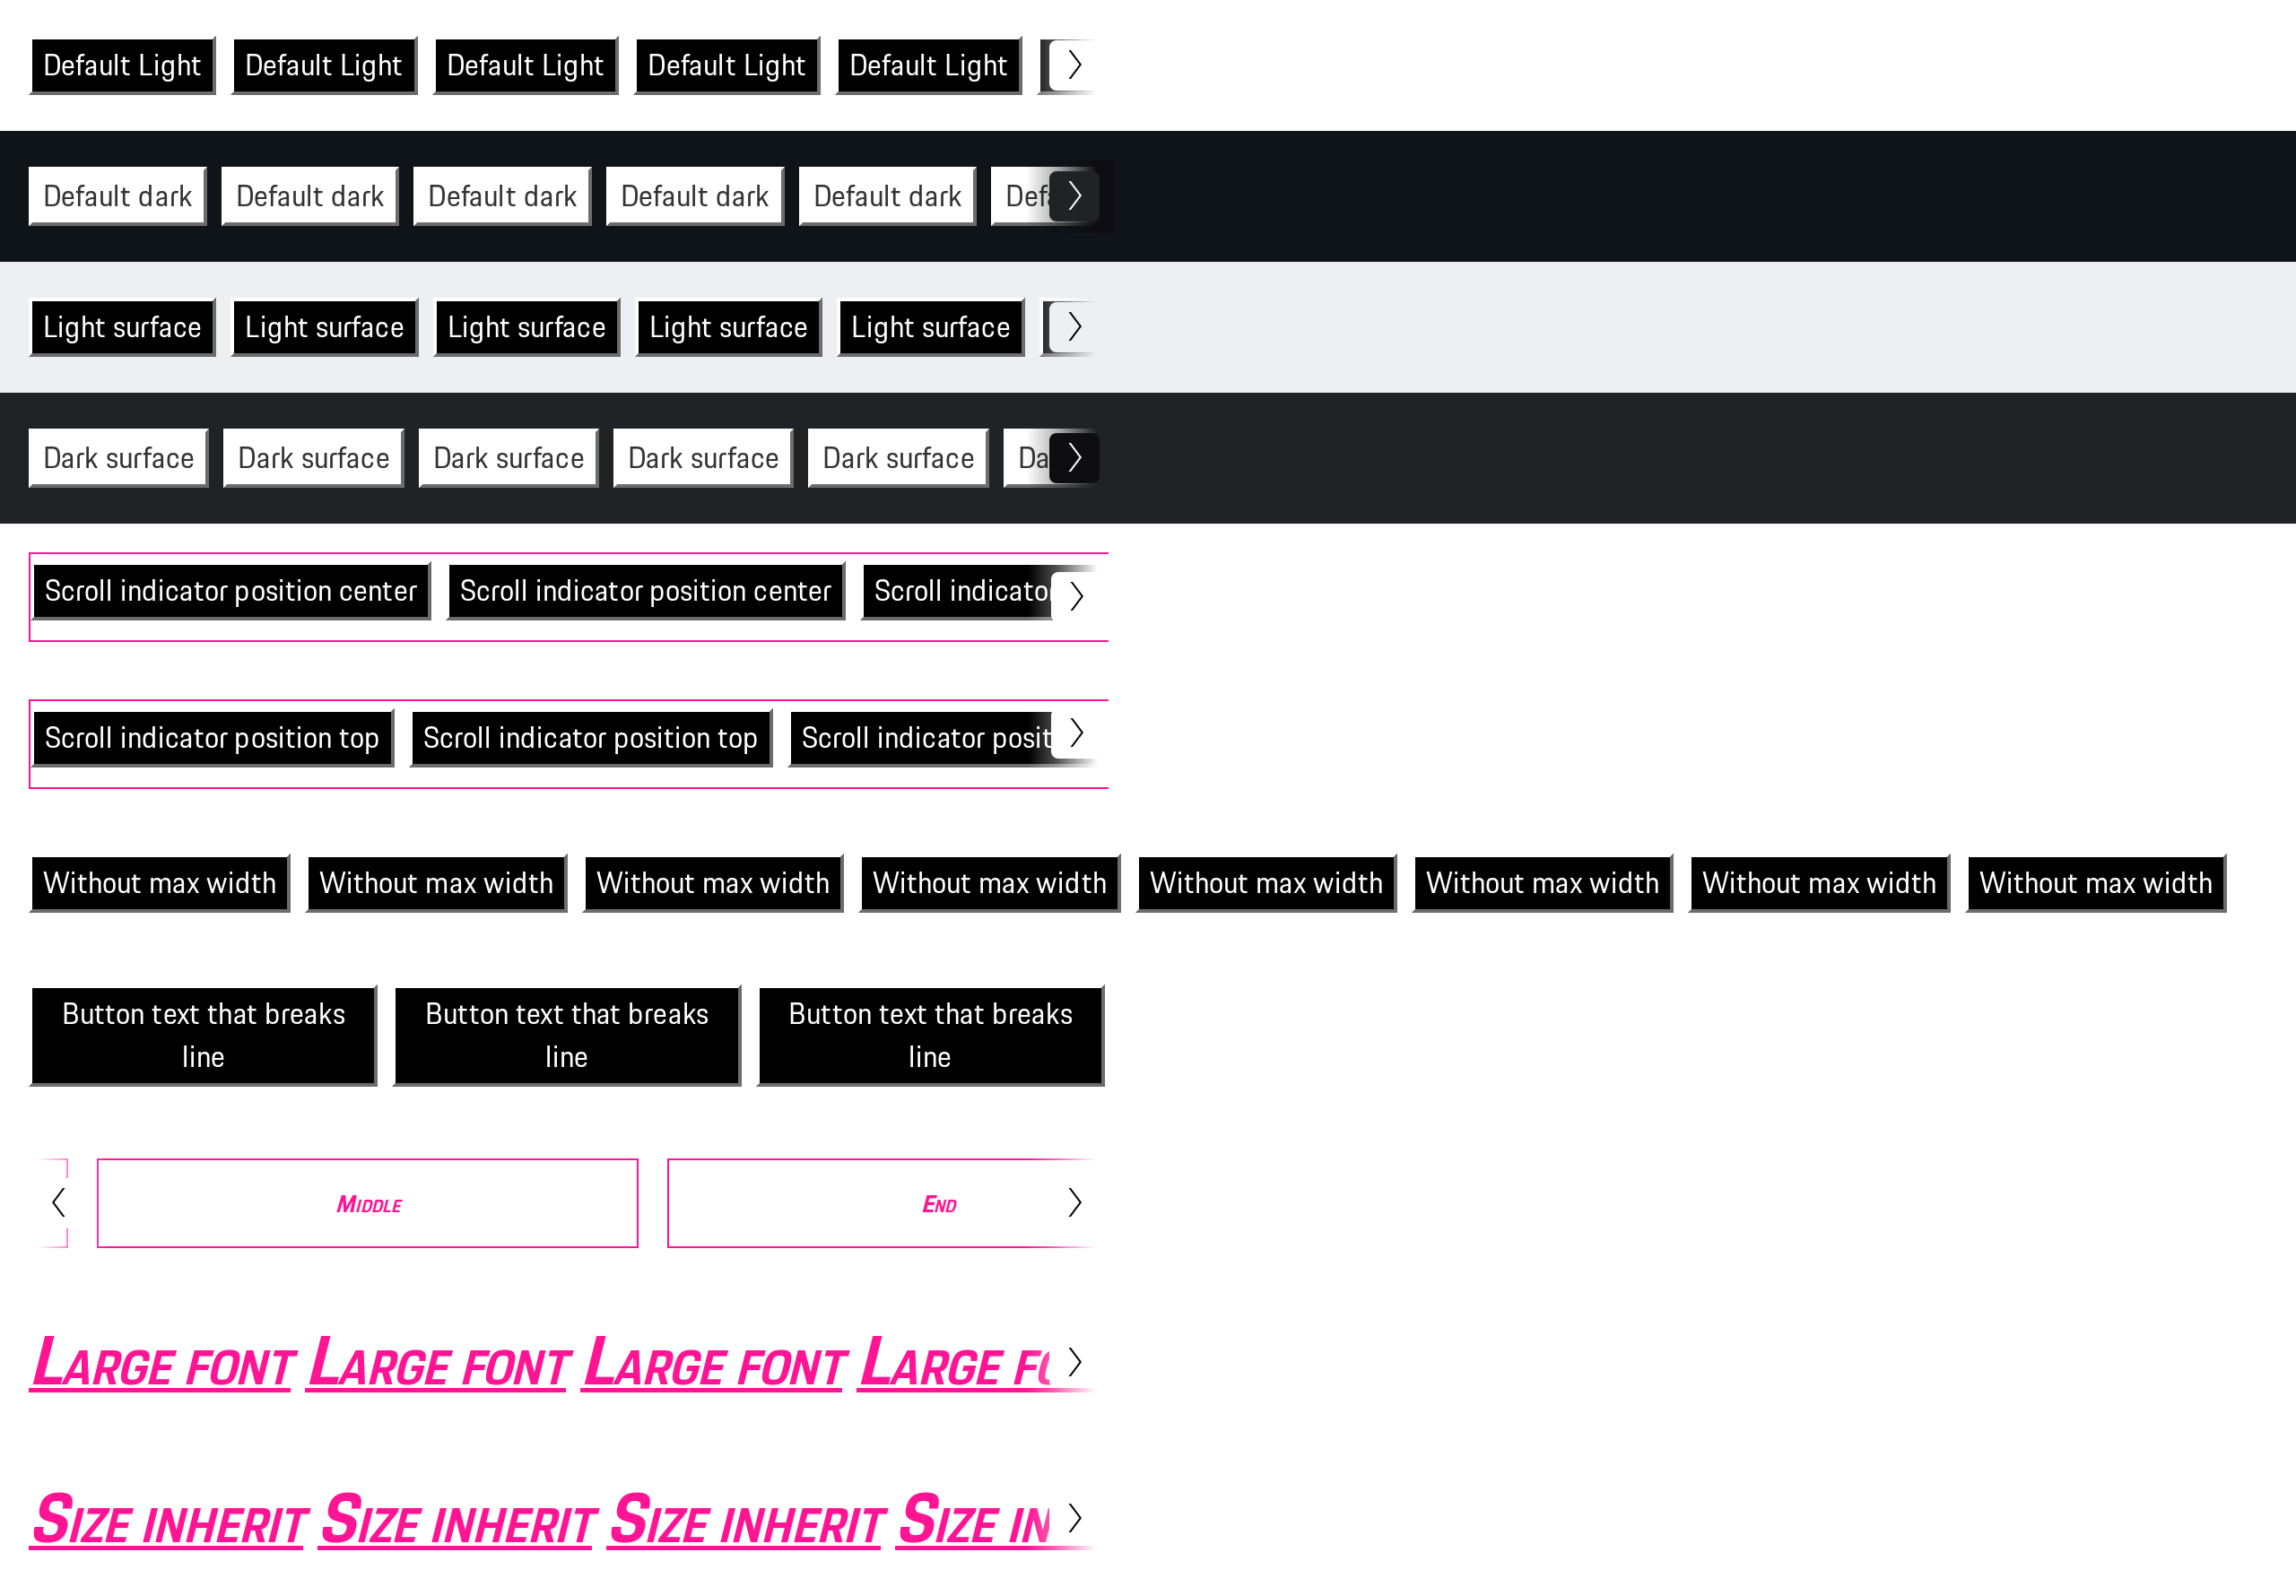 Default Light Default Light Default Light Default Light Default Light
Default dark Default dark Default dark Default dark Default dark Defa
Light surface Light surface Light surface Light surface Light surface
Dark surface Dark surface Dark surface Dark surface Dark surface Da
Scroll indicator position center Scroll indicator position center Scroll indicator
Scroll indicator position top Scroll indicator position top Scroll indicator posit
Without max width Without max width Without max width Without max width Without max width Without max width Without max width Without max width
Button text that breaks Button text that breaks Button text that breaks
line line line
Middle End
Large font Large font Large font Large fo
Size inherit Size inherit Size inherit Size in